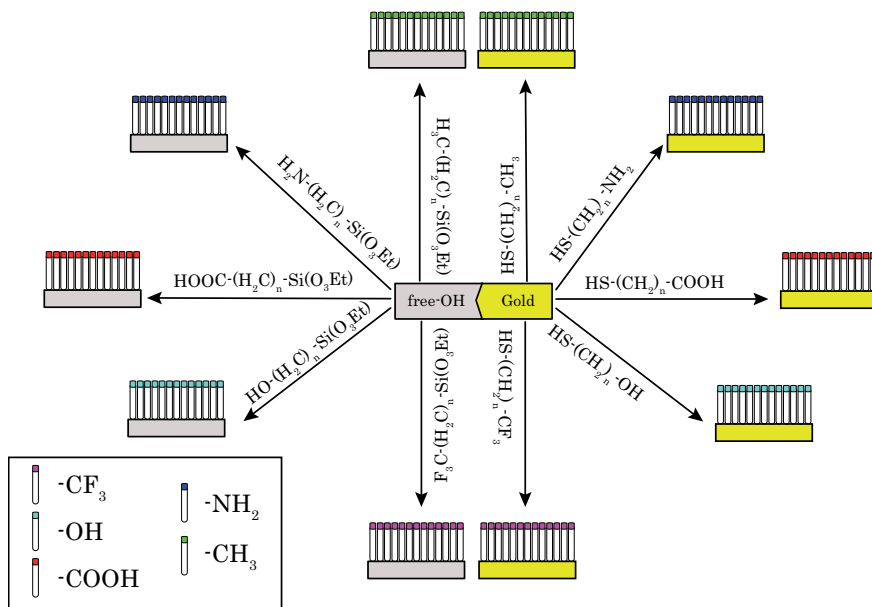 H₃C-(H₂C)ₙ-Si(O₃Et)
HS-(CH₂)ₙ-CH₃
H₂N-(H₂C)ₙ-Si(O₃Et)
HS-(CH₂)ₙ-NH₂
HOOC-(H₂C)ₙ-Si(O₃Et)
free-OH
Gold
HS-(CH₂)ₙ-COOH
HO-(H₂C)ₙ-Si(O₃Et)
HS-(CH₂)ₙ-OH
F₃C-(H₂C)ₙ-Si(O₃Et)
HS-(CH₂)ₙ-CF₃
-CF₃
-OH
-COOH
-NH₂
-CH₃